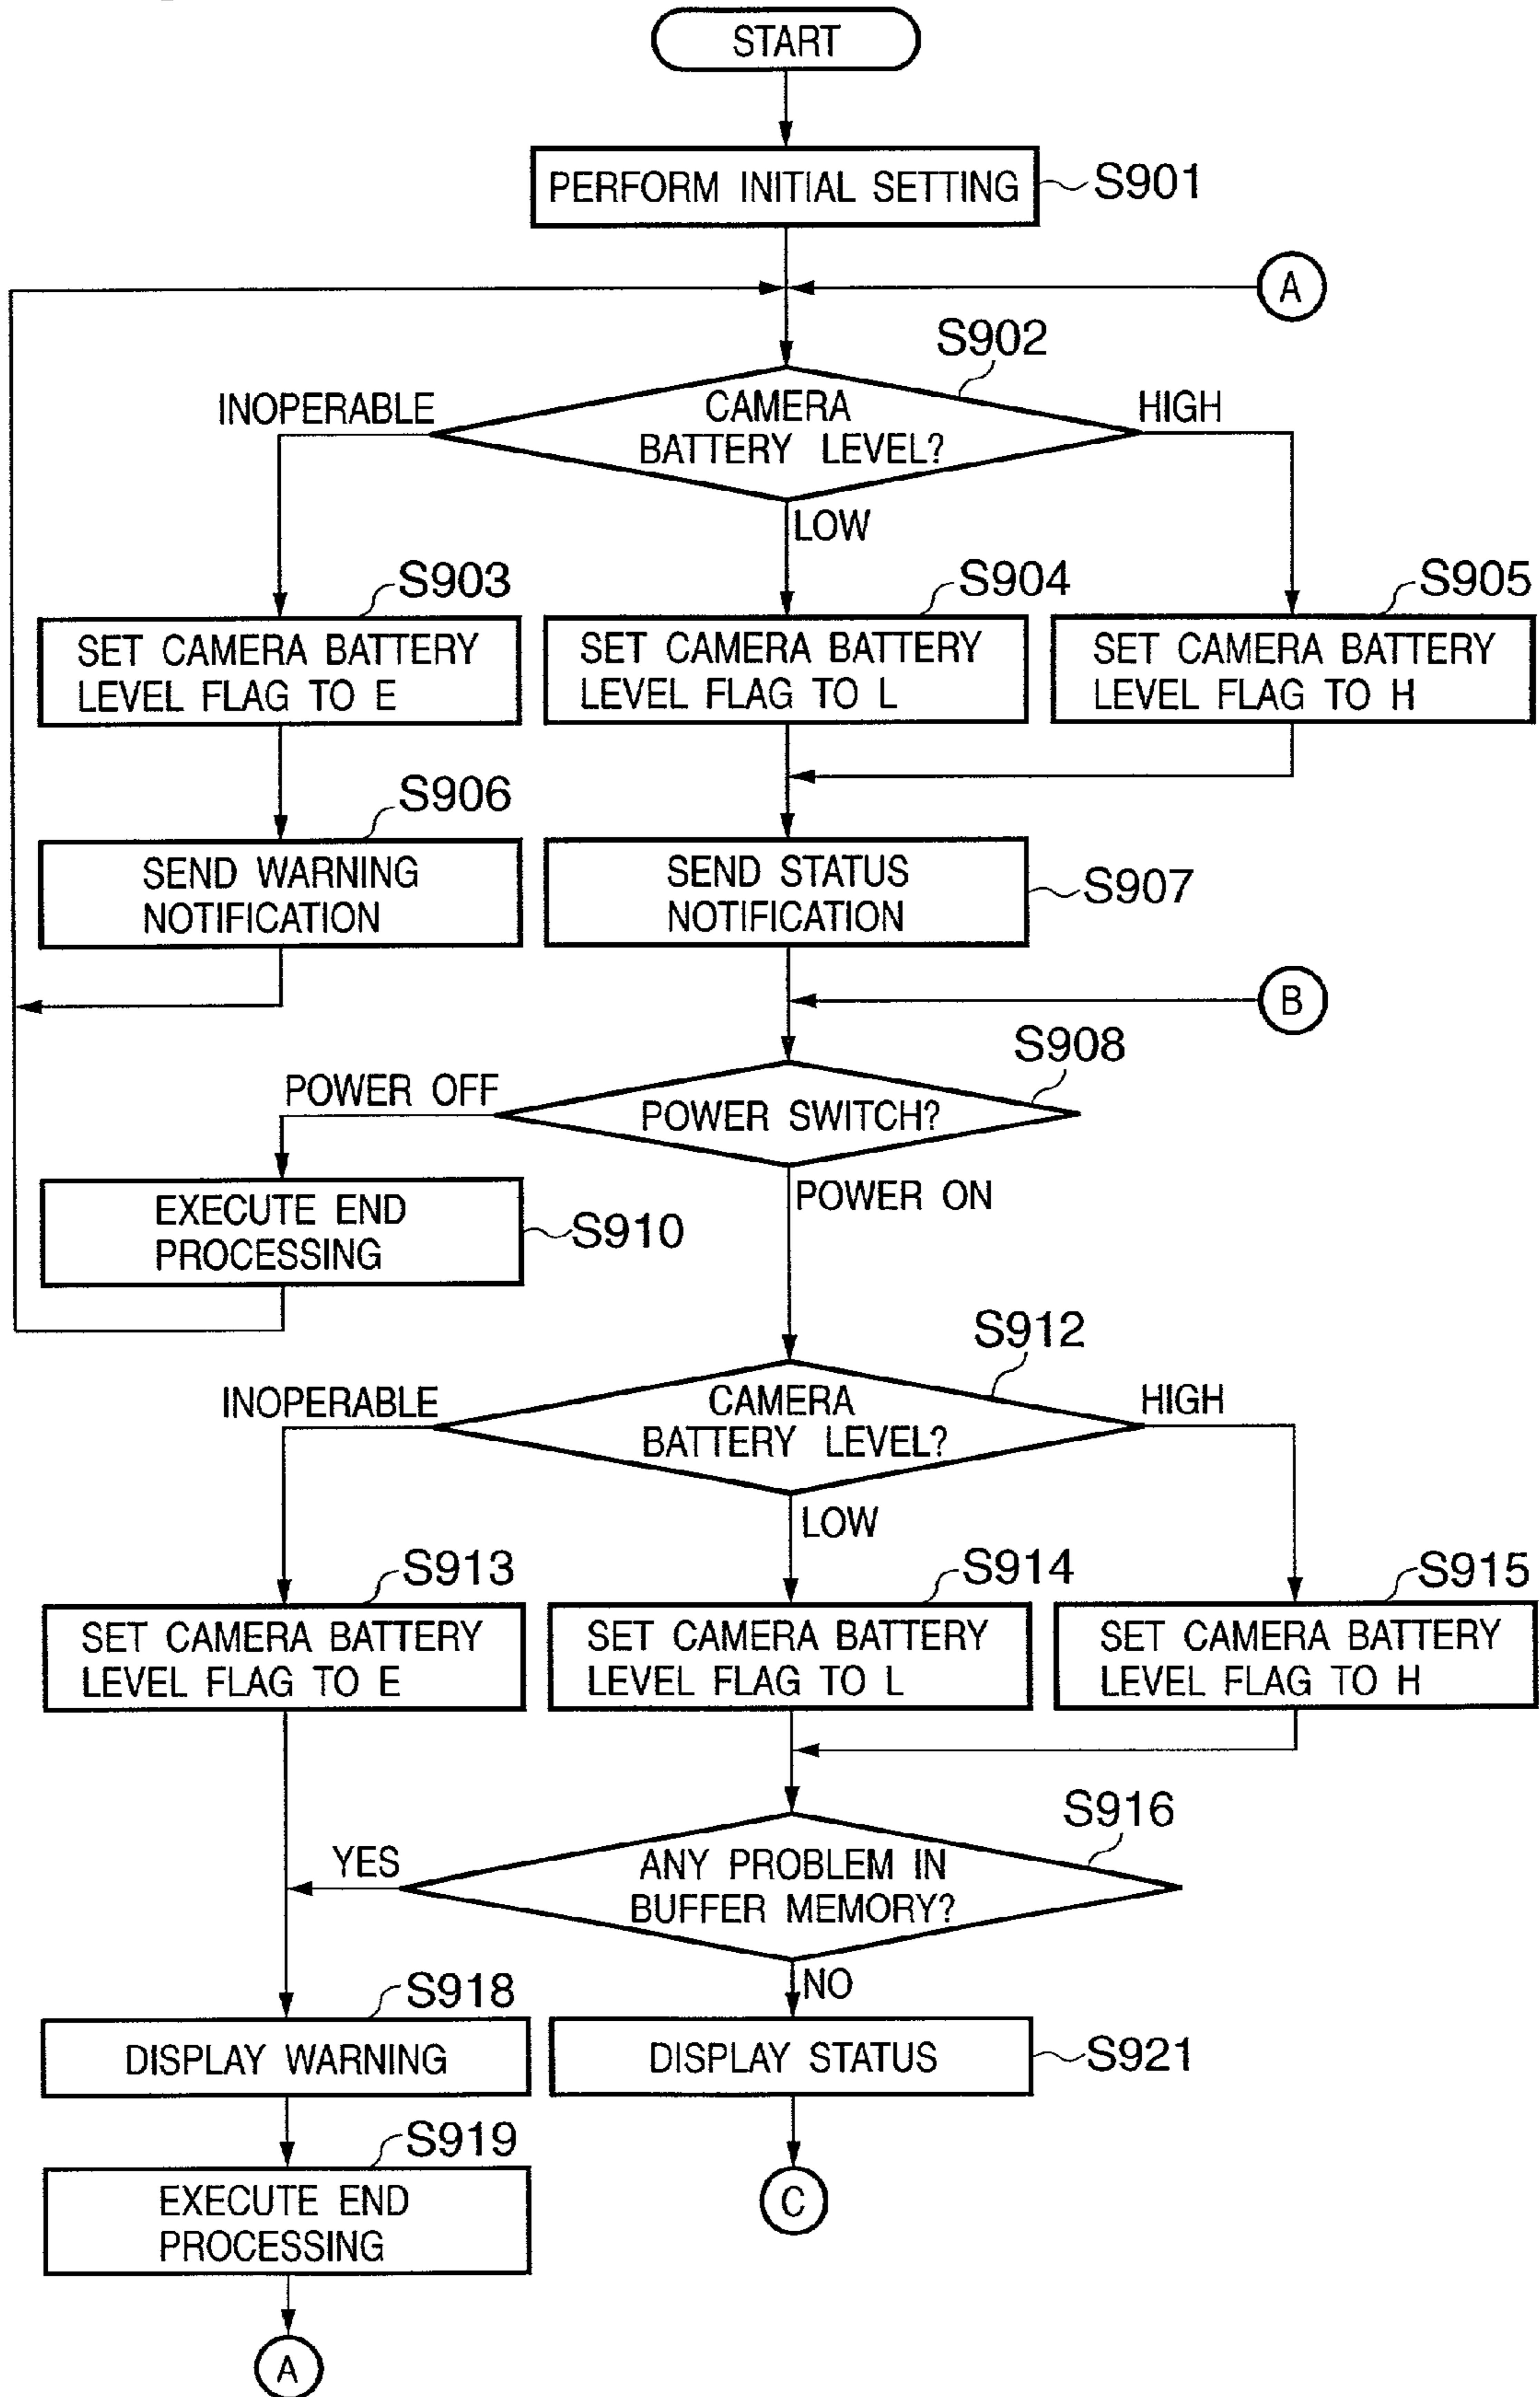 START
PERFORM INITIAL SETTING
S901
A
S902
INOPERABLE
CAMERA
BATTERY LEVEL?
HIGH
LOW
S903
S904
S905
SET CAMERA BATTERY
LEVEL FLAG TO E
SET CAMERA BATTERY
LEVEL FLAG TO L
SET CAMERA BATTERY
LEVEL FLAG TO H
S906
SEND WARNING
NOTIFICATION
SEND STATUS
NOTIFICATION
S907
B
S908
POWER OFF
POWER SWITCH?
POWER ON
EXECUTE END
PROCESSING
S910
S912
INOPERABLE
CAMERA
BATTERY LEVEL?
HIGH
LOW
S913
S914
S915
SET CAMERA BATTERY
LEVEL FLAG TO E
SET CAMERA BATTERY
LEVEL FLAG TO L
SET CAMERA BATTERY
LEVEL FLAG TO H
S916
YES
ANY PROBLEM IN
BUFFER MEMORY?
NO
S918
DISPLAY WARNING
DISPLAY STATUS
S921
S919
EXECUTE END
PROCESSING
C
A